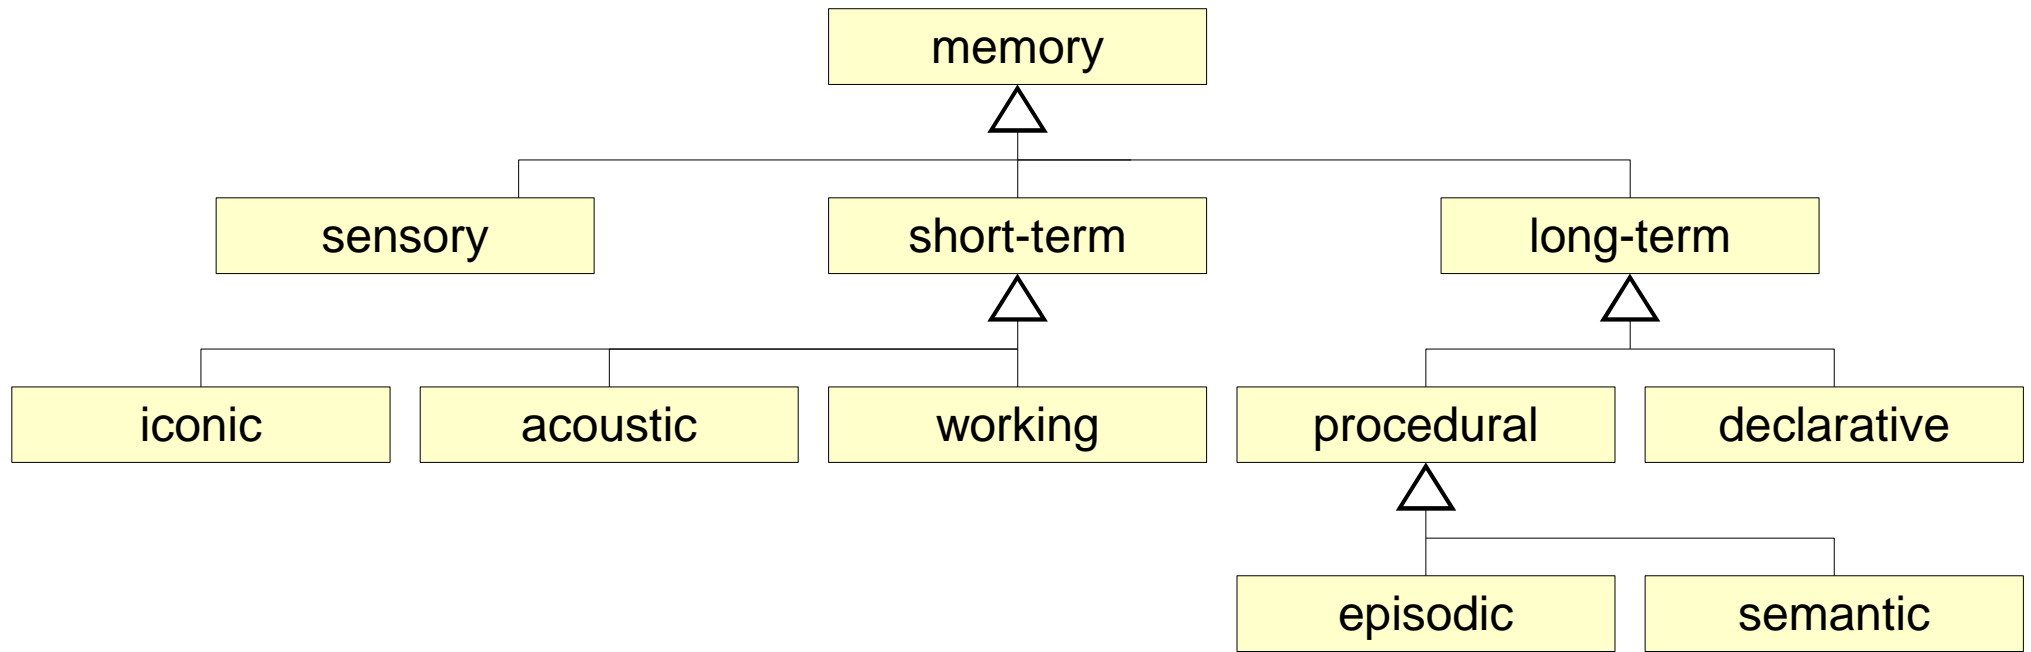 memory
sensory
short-term
long-term
iconic
acoustic
working
procedural
declarative
episodic
semantic